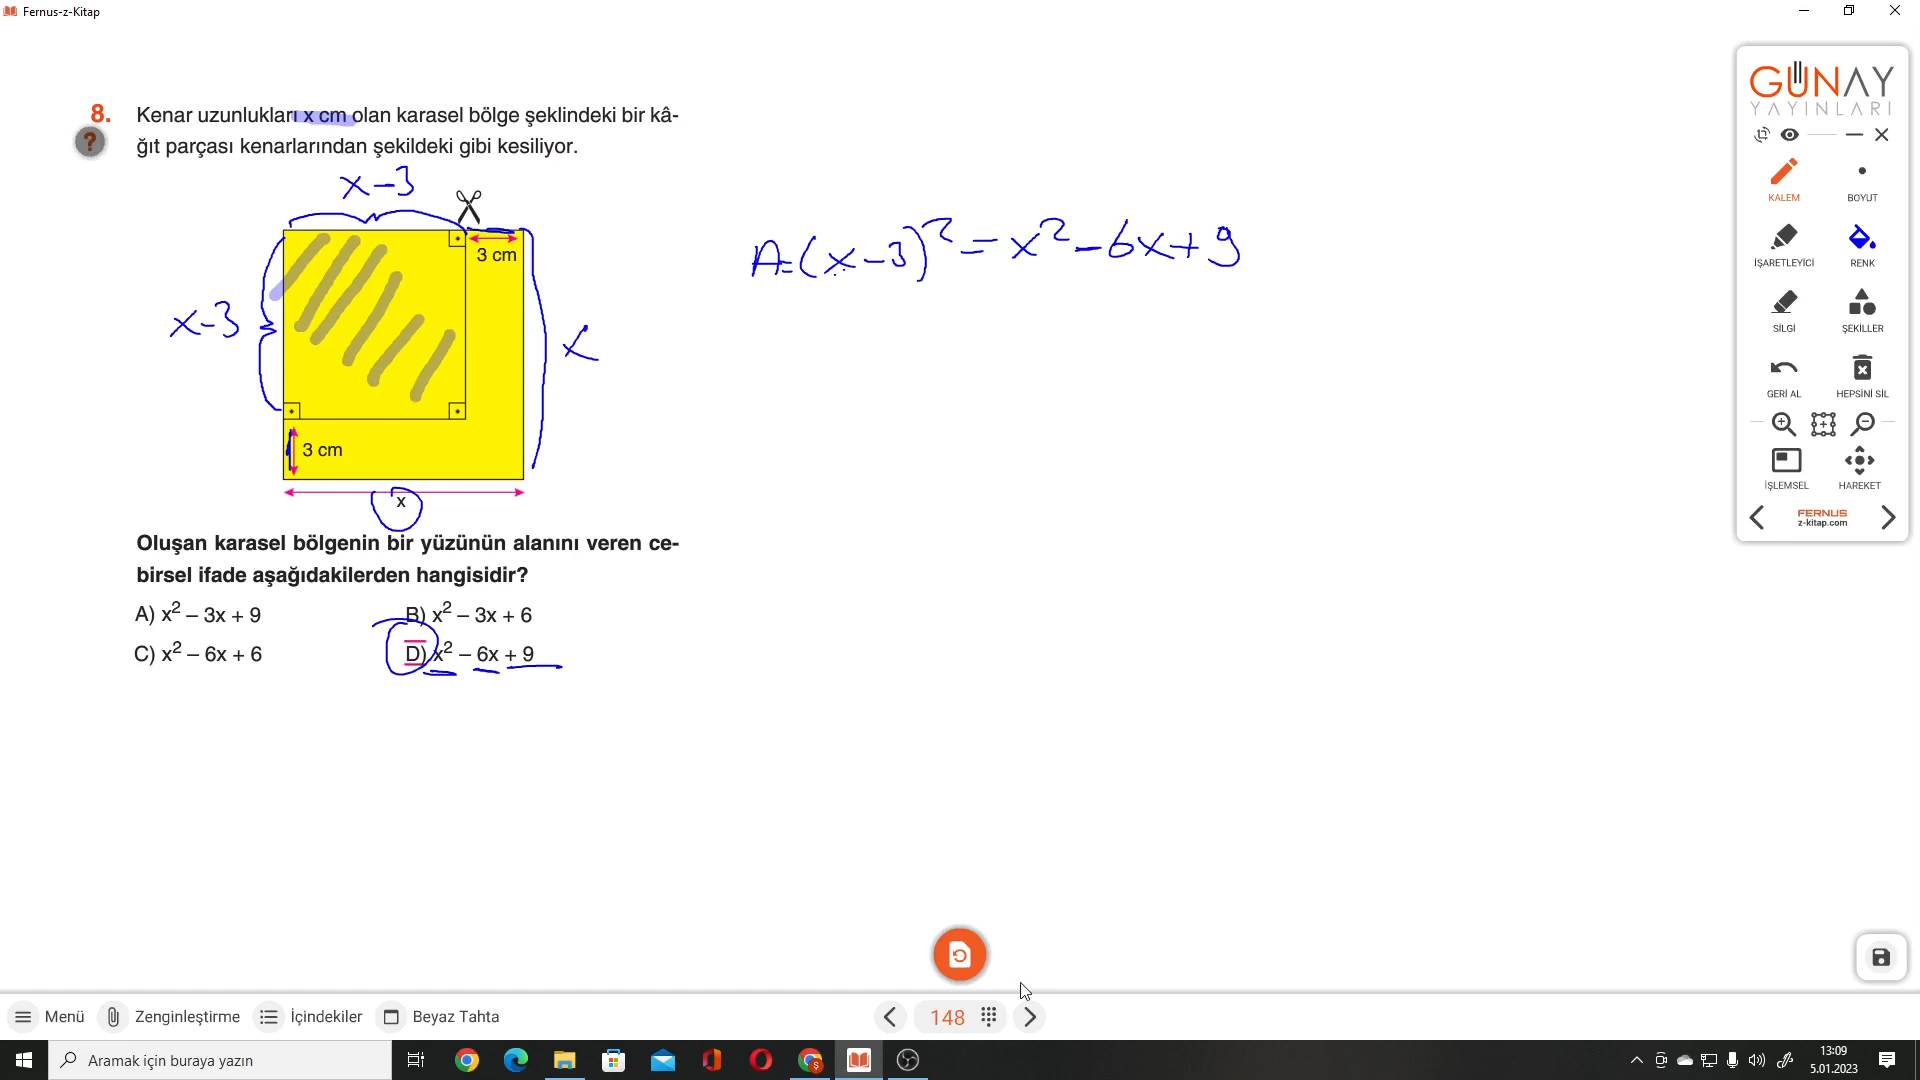 Fernus-z-Kitap
8. Kenar uzunlukları x cm olan karasel bölge şeklindeki bir kâ-
ğıt parçası kenarlarından şekildeki gibi kesiliyor.
x-3
3 cm
x-3
x
3 cm
x
A=(x-3)²=x²-6x+9
Oluşan karasel bölgenin bir yüzünün alanını veren ce-
birsel ifade aşağıdakilerden hangisidir?
A) x² – 3x + 9
B) x² – 3x + 6
C) x² – 6x + 6
D) x² – 6x + 9
GÜNAY
YAYINLARI
KALEM
BOYUT
İŞARETLEYİCİ
RENK
SİLGİ
ŞEKİLLER
GERİ AL
HEPSİNİ SİL
İŞLEMSEL
HAREKET
FERNUS
z-kitap.com
Menü
Zenginleştirme
İçindekiler
Beyaz Tahta
148
Aramak için buraya yazın
13:09
5.01.2023